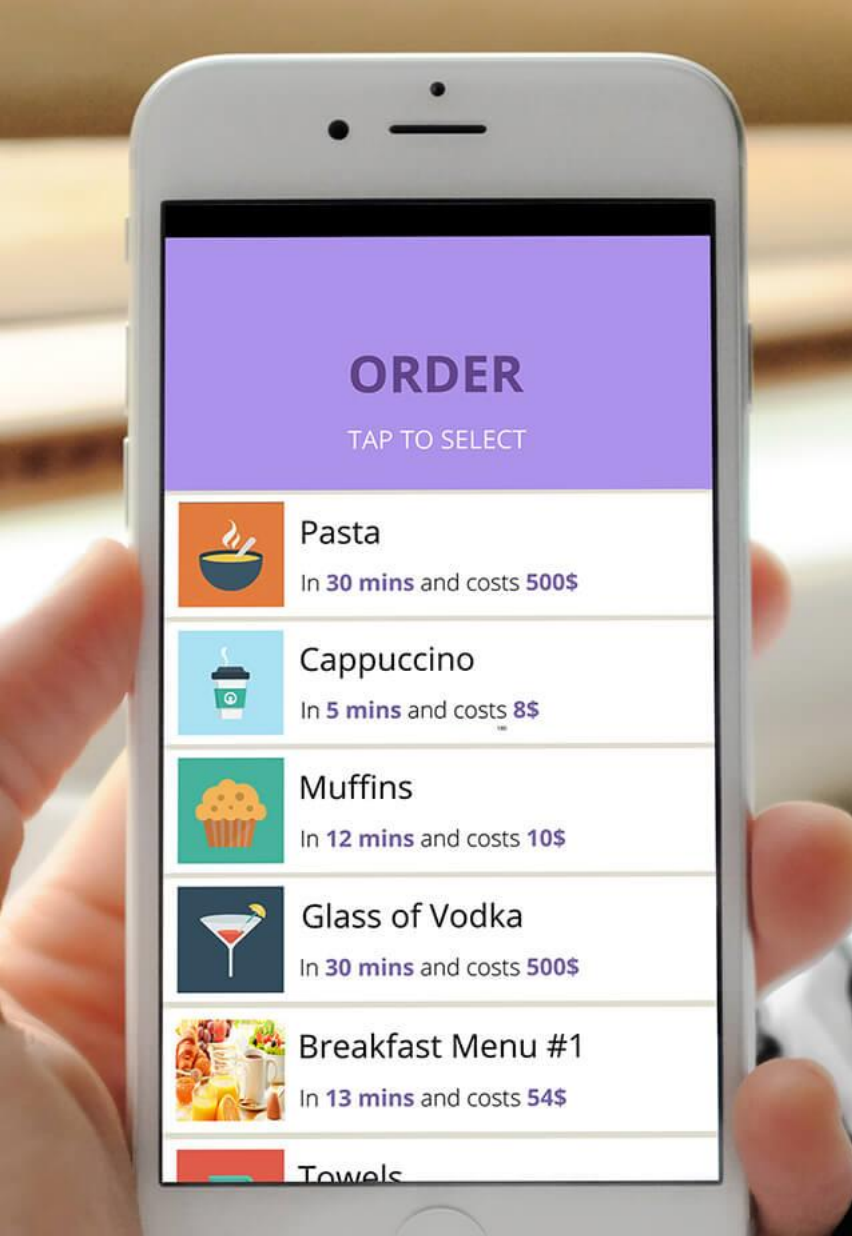 ORDER
TAP TO SELECT
Pasta
In 30 mins and costs 500$
Cappuccino
In 5 mins and costs 8$
Muffins
In 12 mins and costs 10$
Glass of Vodka
In 30 mins and costs 500$
Breakfast Menu #1
In 13 mins and costs 54$
Towels